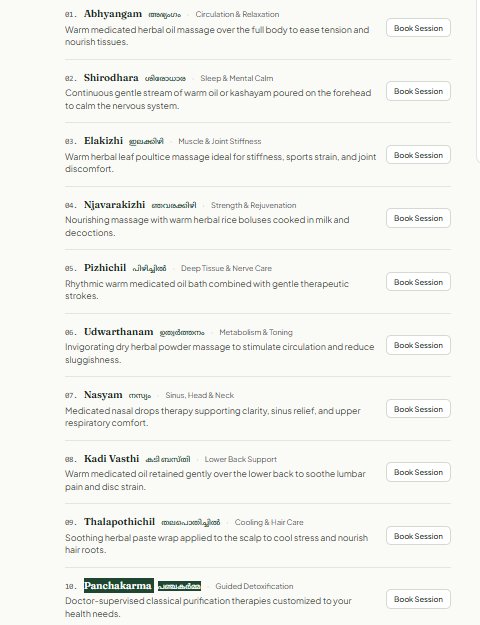 01. Abhyangam അഭ്യംഗം · Circulation & Relaxation
Warm medicated herbal oil massage over the full body to ease tension and
nourish tissues.
Book Session
02. Shirodhara ശിരോധാര · Sleep & Mental Calm
Continuous gentle stream of warm oil or kashayam poured on the forehead
to calm the nervous system.
Book Session
03. Elakizhi ഇലക്കിഴി · Muscle & Joint Stiffness
Warm herbal leaf poultice massage ideal for stiffness, sports strain, and joint
discomfort.
Book Session
04. Njavarakizhi ഞവരക്കിഴി · Strength & Rejuvenation
Nourishing massage with warm herbal rice boluses cooked in milk and
decoctions.
Book Session
05. Pizhichil പിഴിച്ചിൽ · Deep Tissue & Nerve Care
Rhythmic warm medicated oil bath combined with gentle therapeutic
strokes.
Book Session
06. Udwarthanam ഉദ്വർത്തനം · Metabolism & Toning
Invigorating dry herbal powder massage to stimulate circulation and reduce
sluggishness.
Book Session
07. Nasyam നസ്യം · Sinus, Head & Neck
Medicated nasal drops therapy supporting clarity, sinus relief, and upper
respiratory comfort.
Book Session
08. Kadi Vasthi കടി ബസ്തി · Lower Back Support
Warm medicated oil retained gently over the lower back to soothe lumbar
pain and disc strain.
Book Session
09. Thalapothichil തലപൊതിച്ചിൽ · Cooling & Hair Care
Soothing herbal paste wrap applied to the scalp to cool stress and nourish
hair roots.
Book Session
10. Panchakarma പഞ്ചകർമ്മ · Guided Detoxification
Doctor-supervised classical purification therapies customized to your
health needs.
Book Session